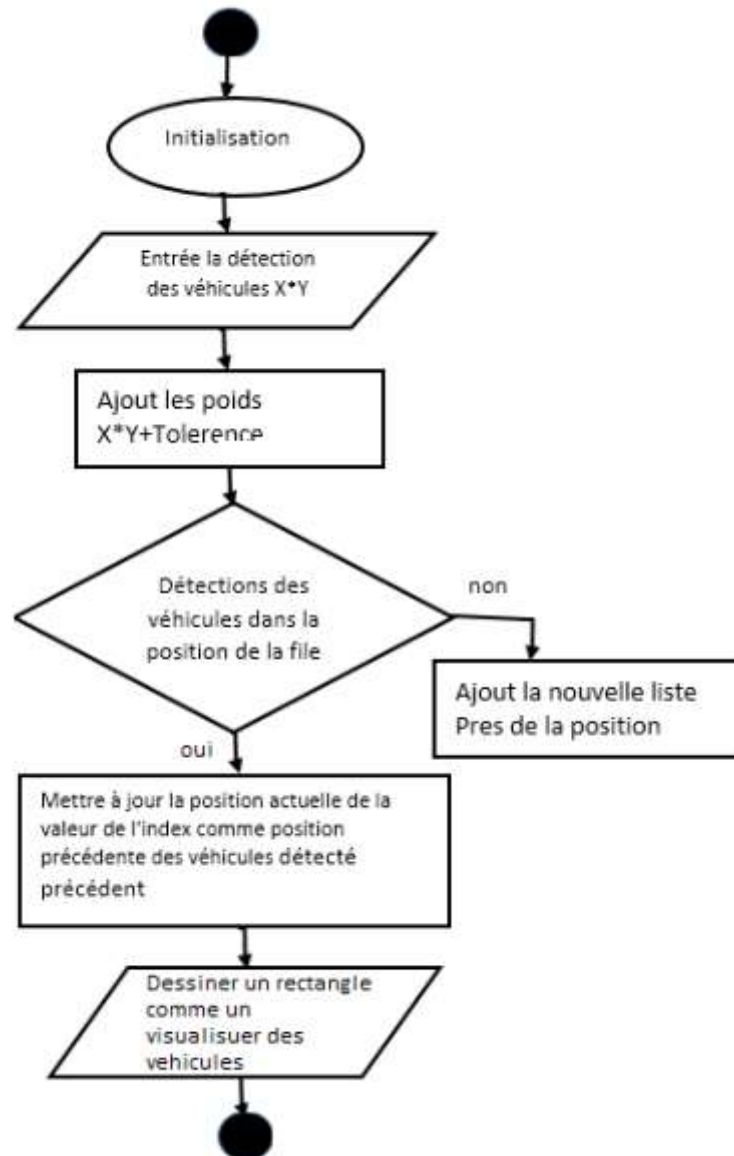 Initialisation
Entrée la détection
des véhicules X*Y
Ajout les poids
X*Y+Tolerence
Détections des
véhicules dans la
position de la file
non
Ajout la nouvelle liste
Pres de la position
oui
Mettre à jour la position actuelle de la
valeur de l'index comme position
précédente des véhicules détecté
précédent
Dessiner un rectangle
comme un
visualisuer des
vehicules